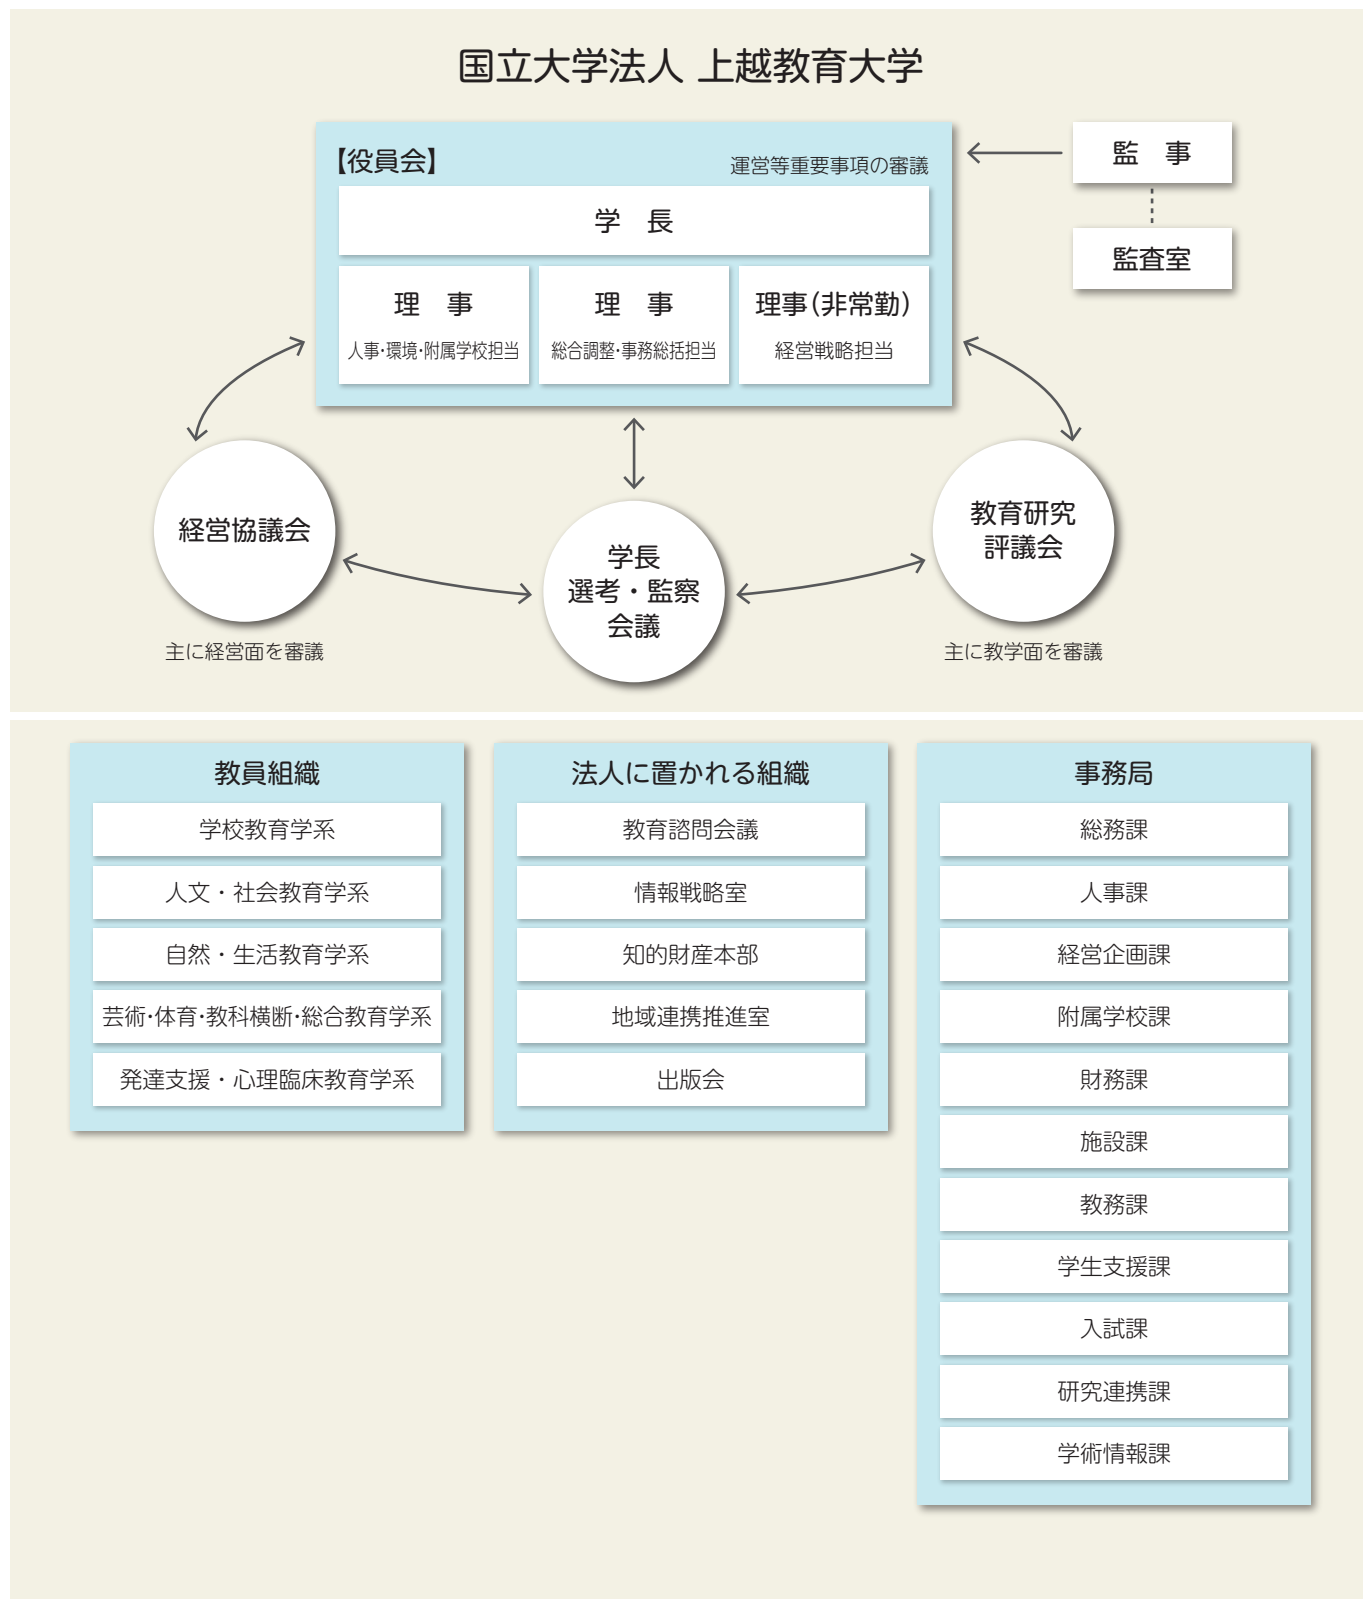 国立大学法人 上越教育大学
【役員会】
運営等重要事項の審議
学　長
理　事
人事・環境・附属学校担当
理　事
総合調整・事務総括担当
理事（非常勤）
経営戦略担当
監　事
監査室
経営協議会
主に経営面を審議
学長
選考・監察
会議
教育研究
評議会
主に教学面を審議
教員組織
学校教育学系
人文・社会教育学系
自然・生活教育学系
芸術・体育・教科横断・総合教育学系
発達支援・心理臨床教育学系
法人に置かれる組織
教育諮問会議
情報戦略室
知的財産本部
地域連携推進室
出版会
事務局
総務課
人事課
経営企画課
附属学校課
財務課
施設課
教務課
学生支援課
入試課
研究連携課
学術情報課